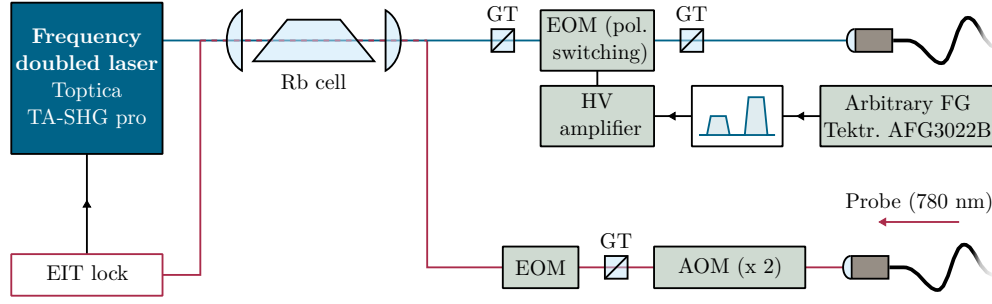 Frequency
doubled laser
Toptica
TA-SHG pro
Rb cell
GT
EOM (pol.
switching)
GT
HV
amplifier
Arbitrary FG
Tektr. AFG3022B
Probe (780 nm)
EIT lock
EOM
GT
AOM (x 2)